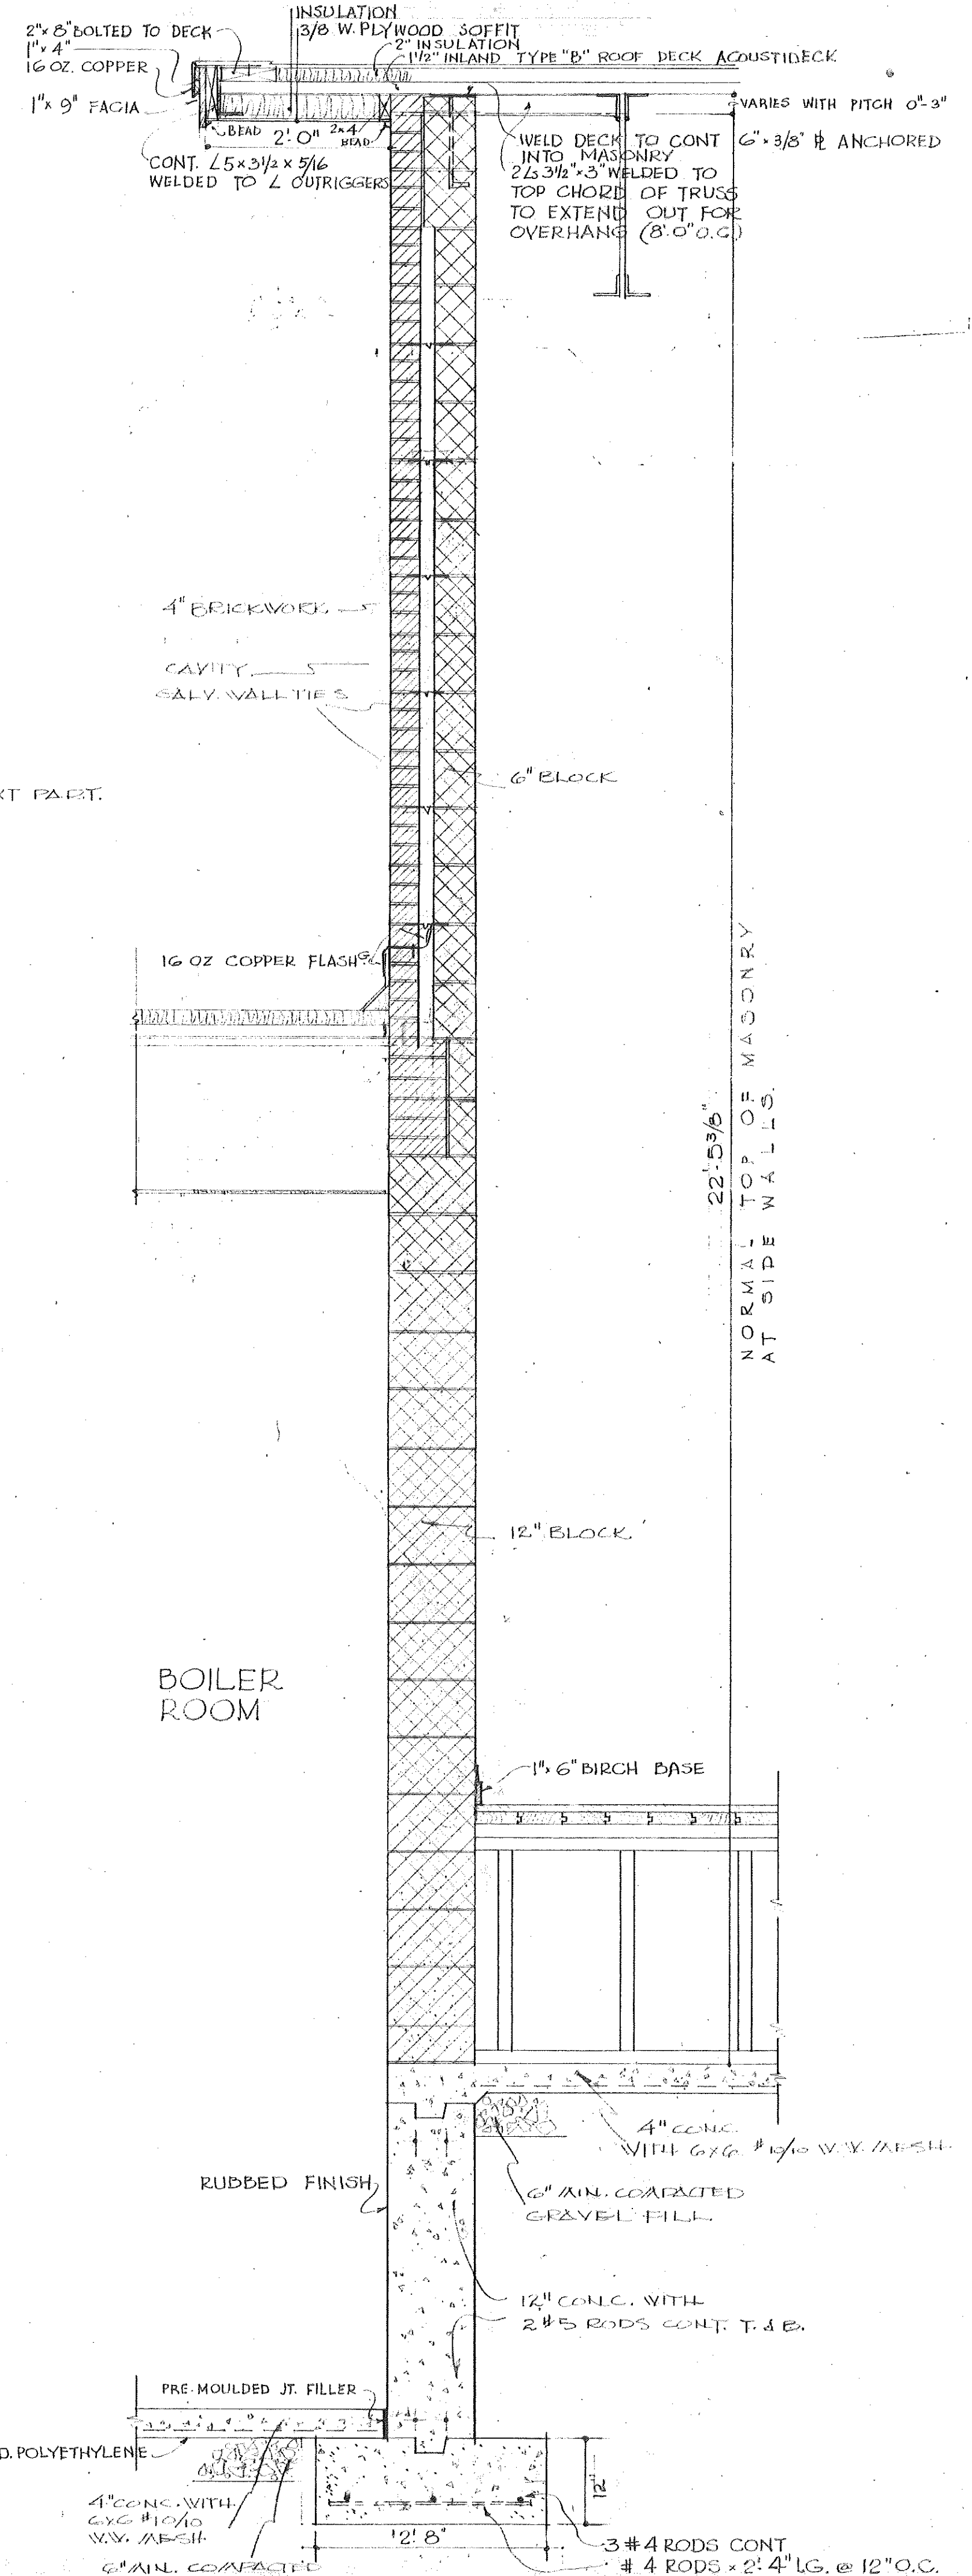 INSULATION
3/8 W. PLYWOOD SOFFIT
2" INSULATION
1 1/2" INLAND TYPE "B" ROOF DECK ACOUSTIDECK
2"x 8" BOLTED TO DECK
1"x 4"
16 OZ. COPPER
1"x 9" FACIA
BEAD
2'-0"
2x4
BEAD
CONT. ∠5x3 1/2 x 5/16
WELDED TO ∠ OUTRIGGERS
VARIES WITH PITCH 0"-3"
WELD DECK TO CONT 6"x 3/8" ℄ ANCHORED
INTO MASONRY
2∠s 3 1/2"x3" WELDED TO
TOP CHORD OF TRUSS
TO EXTEND OUT FOR
OVERHANG (8'-0" O.C.)
4" BRICKWORK
CAVITY
GALV. WALL TIES
6" BLOCK
XT PART.
16 OZ COPPER FLASHG.
22'-5 3/8"
NORMAL TOP OF MASONRY
AT SIDE WALLS.
12" BLOCK
BOILER
ROOM
1"x 6" BIRCH BASE
4" CONC.
WITH 6x6 #10/10 W.W. MESH
RUBBED FINISH
6" MIN. COMPACTED
GRAVEL FILL
12" CONC. WITH
2 #5 RODS CONT. T. & B.
PRE-MOULDED JT. FILLER
D. POLYETHYLENE
4" CONC. WITH
6x6 #10/10
W.W. MESH
6" MIN. COMPACTED
12"
2'-8"
3 #4 RODS CONT
#4 RODS x 2'-4" LG. @ 12" O.C.